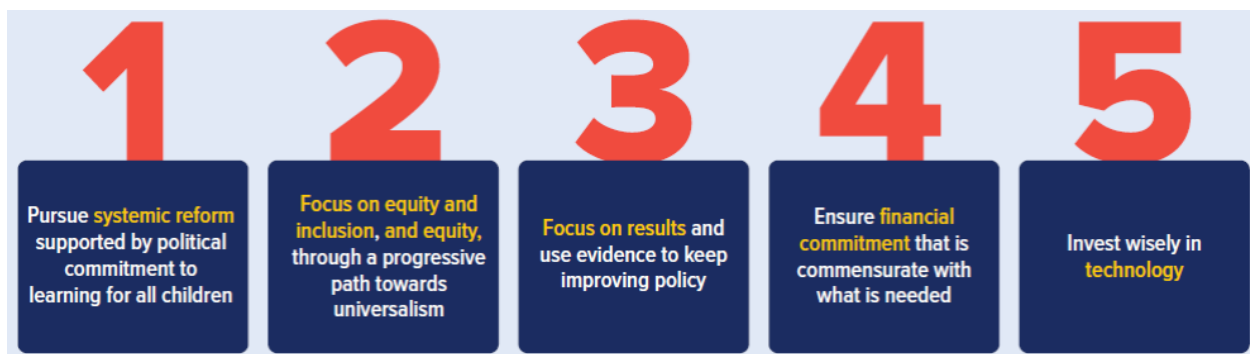 1
Pursue systemic reform
supported by political
commitment to
learning for all children
2
Focus on equity and
inclusion, and equity,
through a progressive
path towards
universalism
3
Focus on results and
use evidence to keep
improving policy
4
Ensure financial
commitment that is
commensurate with
what is needed
5
Invest wisely in
technology